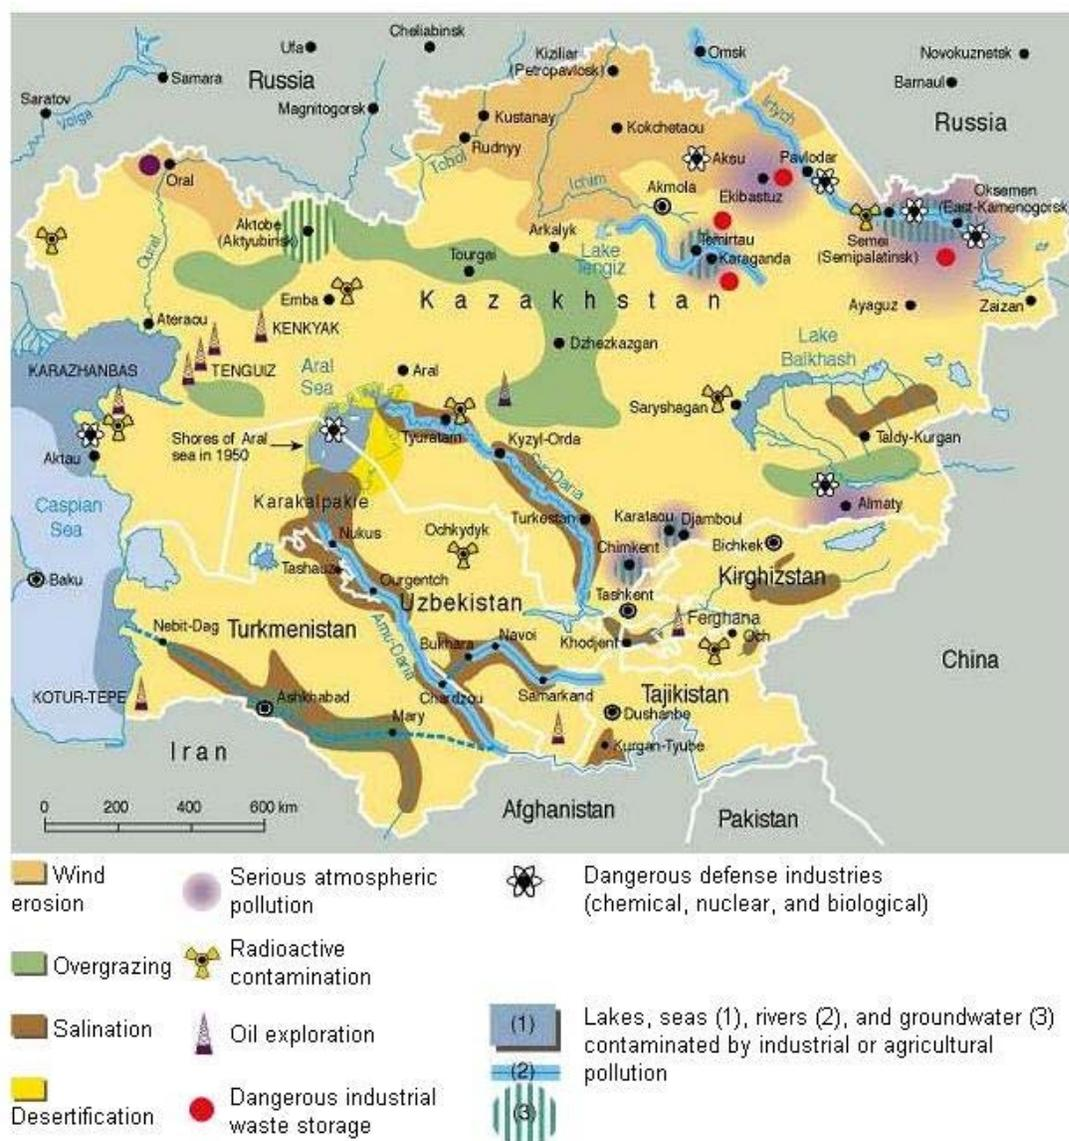 Cheliabinsk
Ufa
Kiziliar
(Petropavlosk)
Omsk
Novokuznetsk
Samara
Russia
Barnaul
Saratov
Volga
Magnitogorsk
Kustanay
Irtych
Russia
Kokchetaou
Rudnyy
Tobol
Aksu
Pavlodar
Oral
Ichim
Akmola
Ekibastuz
Oksemen
(East-Kamenogorsk)
Aktobe
(Aktyubinsk)
Arkalyk
Lake
Tengiz
Temirtau
Karaganda
Semei
(Semipalatinsk)
Oural
Tourgai
Emba
Kazakhstan
Ayaguz
Zaizan
Ateraou
KENKYAK
Lake
Balkhash
Dzhezkazgan
KARAZHANBAS
TENGUIZ
Aral
Sea
Aral
Saryshagan
Tyuratam
Taldy-Kurgan
Shores of Aral
sea in 1950
Kyzyl-Orda
Aktau
Syr-Daria
Karakalpakie
Almaty
Caspian
Sea
Turkestan
Karataou
Djamboul
Nukus
Ochkydyk
Bichkek
Chimkent
Tashauz
Kirghizstan
Baku
Ourgentch
Uzbekistan
Tashkent
Ferghana
Nebit-Dag
Turkmenistan
Amu-Daria
Navoi
Khodjent
Och
Bukhara
China
KOTUR-TEPE
Ashkhabad
Chardzou
Samarkand
Tajikistan
Mary
Dushanbe
Iran
Kurgan-Tyube
0 200 400 600 km
Afghanistan
Pakistan
Wind
erosion
Serious atmospheric
pollution
Dangerous defense industries
(chemical, nuclear, and biological)
Overgrazing
Radioactive
contamination
Salination
Oil exploration
(1)
(2)
(3)
Lakes, seas (1), rivers (2), and groundwater (3)
contaminated by industrial or agricultural
pollution
Desertification
Dangerous industrial
waste storage